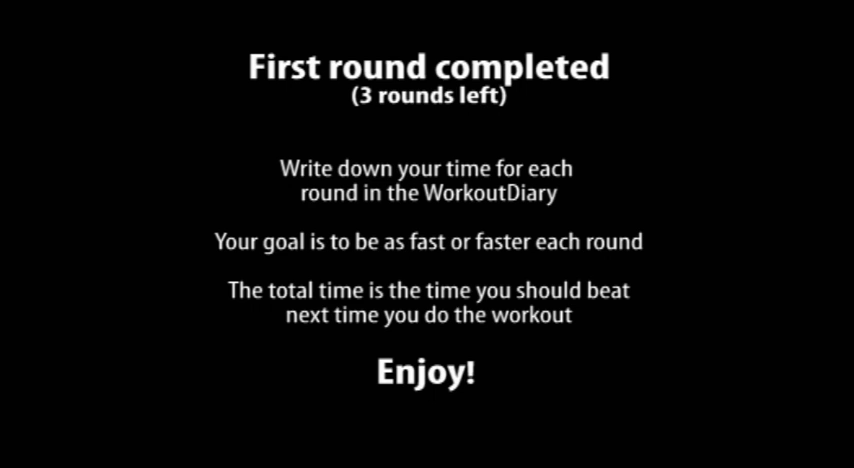 First round completed
(3 rounds left)
Write down your time for each
round in the WorkoutDiary
Your goal is to be as fast or faster each round
The total time is the time you should beat
next time you do the workout
Enjoy!